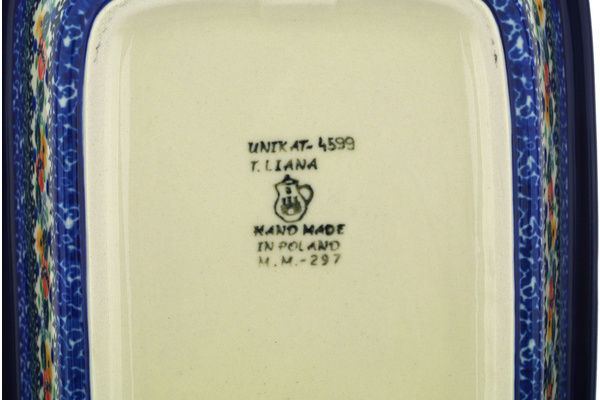 UNIKAT-4599
T. LIANA
HAND MADE
IN POLAND
M.M.-297